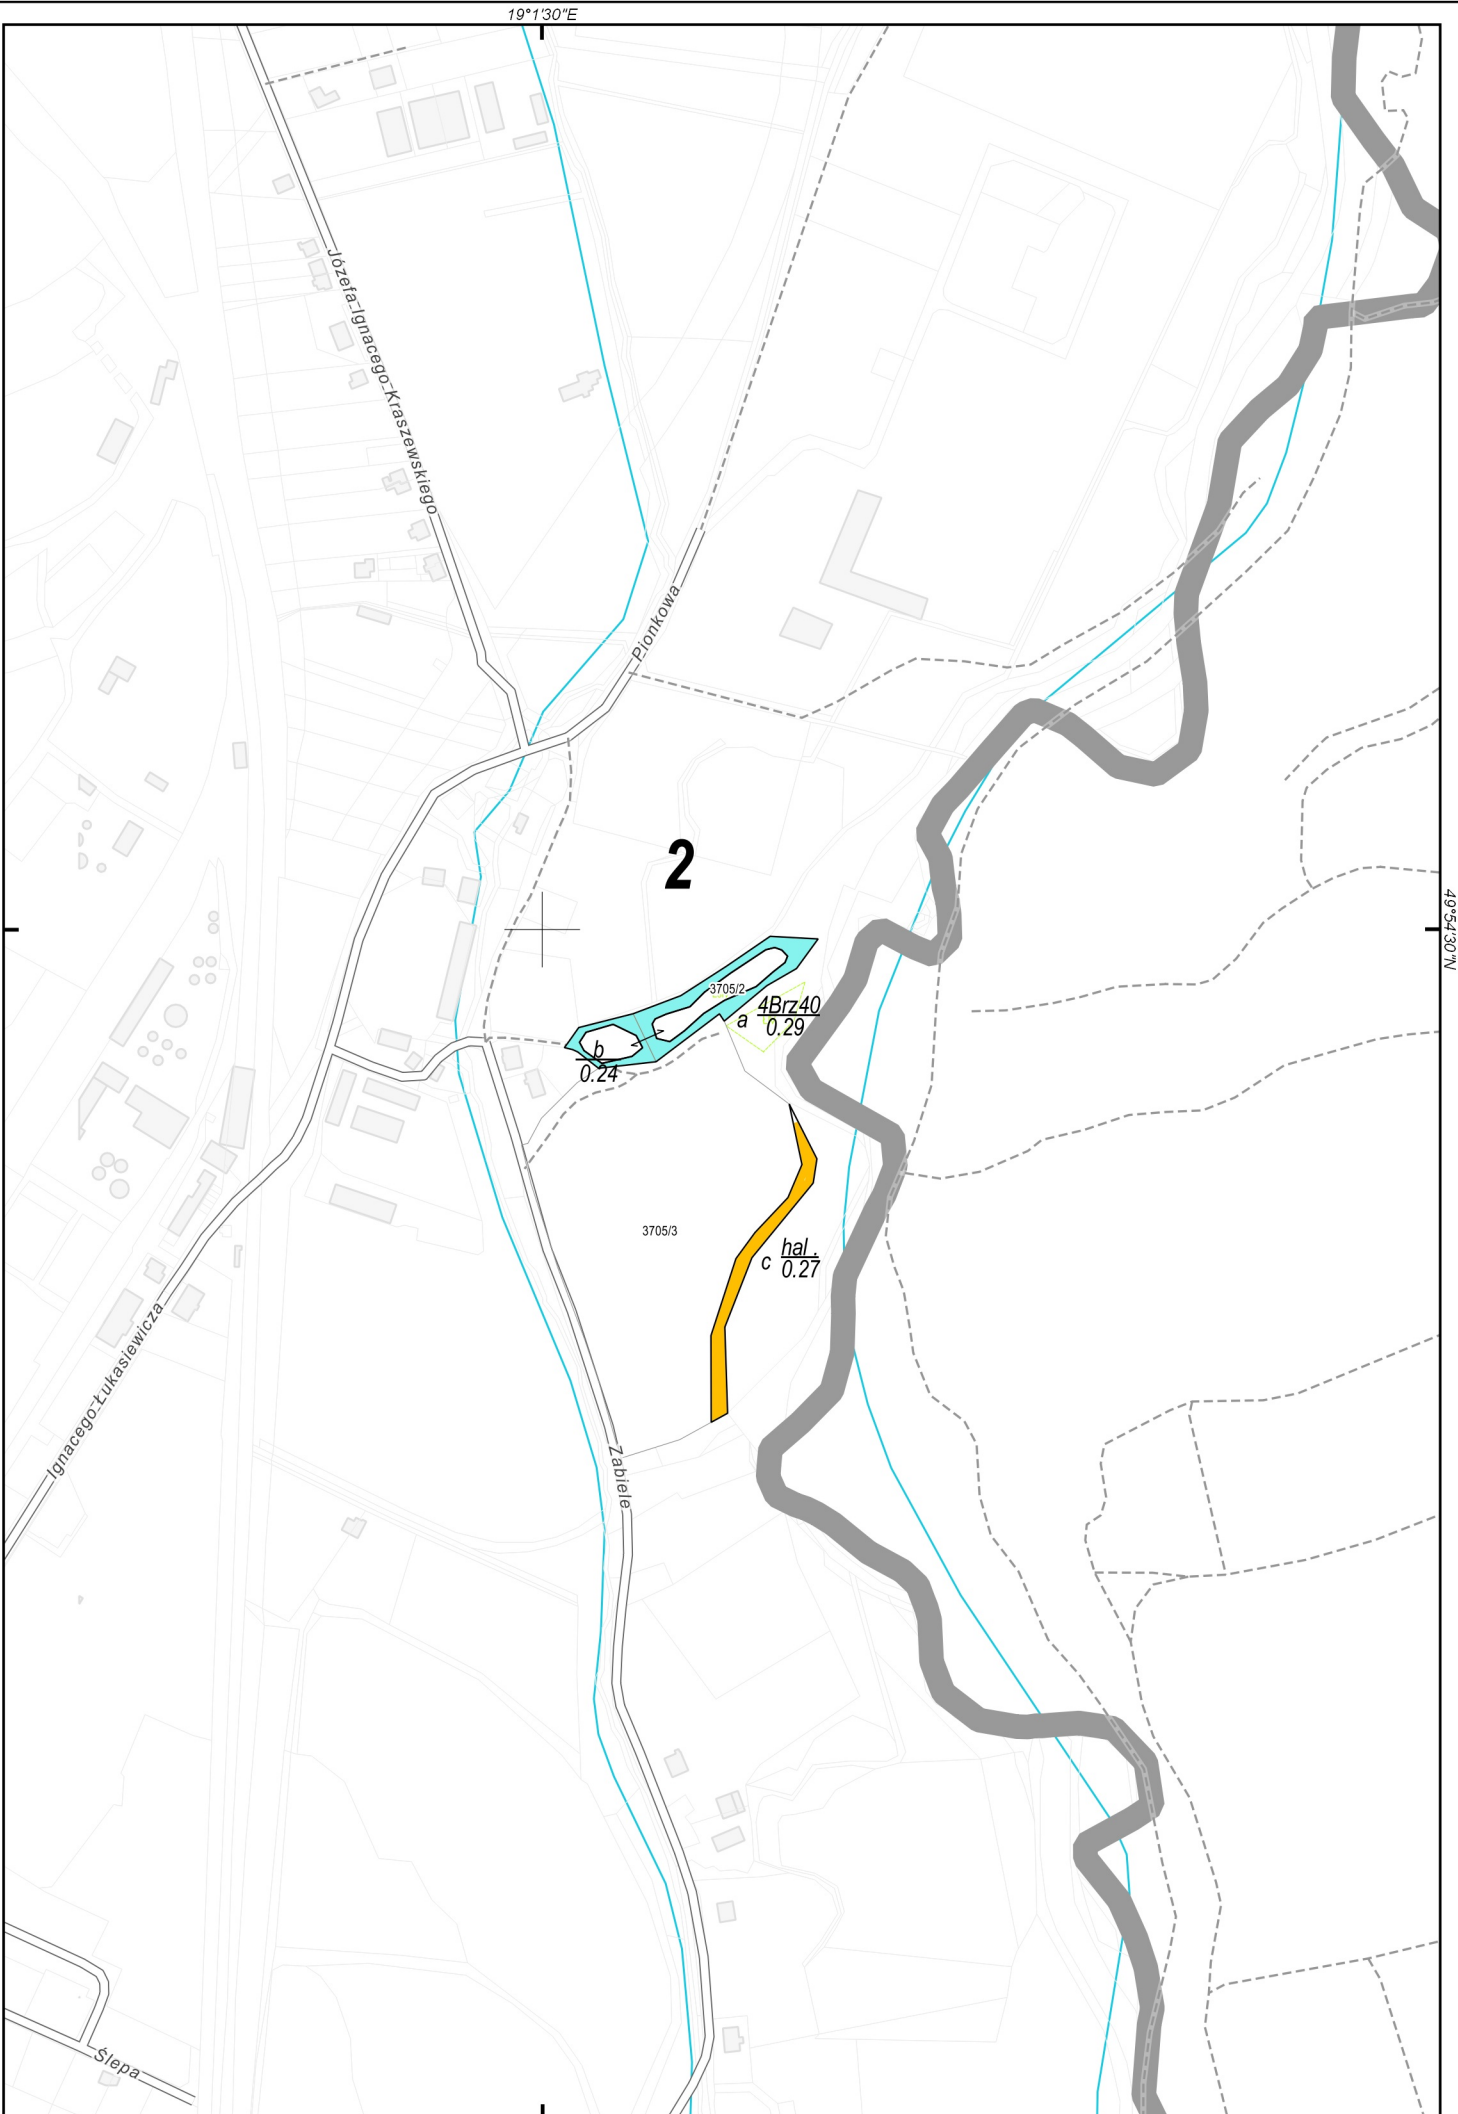 19°1'30"E
Józefa Ignacego Kraszewskiego
Pionkowa
2
49°54'30"N
3705/2
a 4Brz40
0.29
b
0.24
3705/3
c hal.
0.27
Ignacego Łukasiewicza
Zabiele
Ślepa